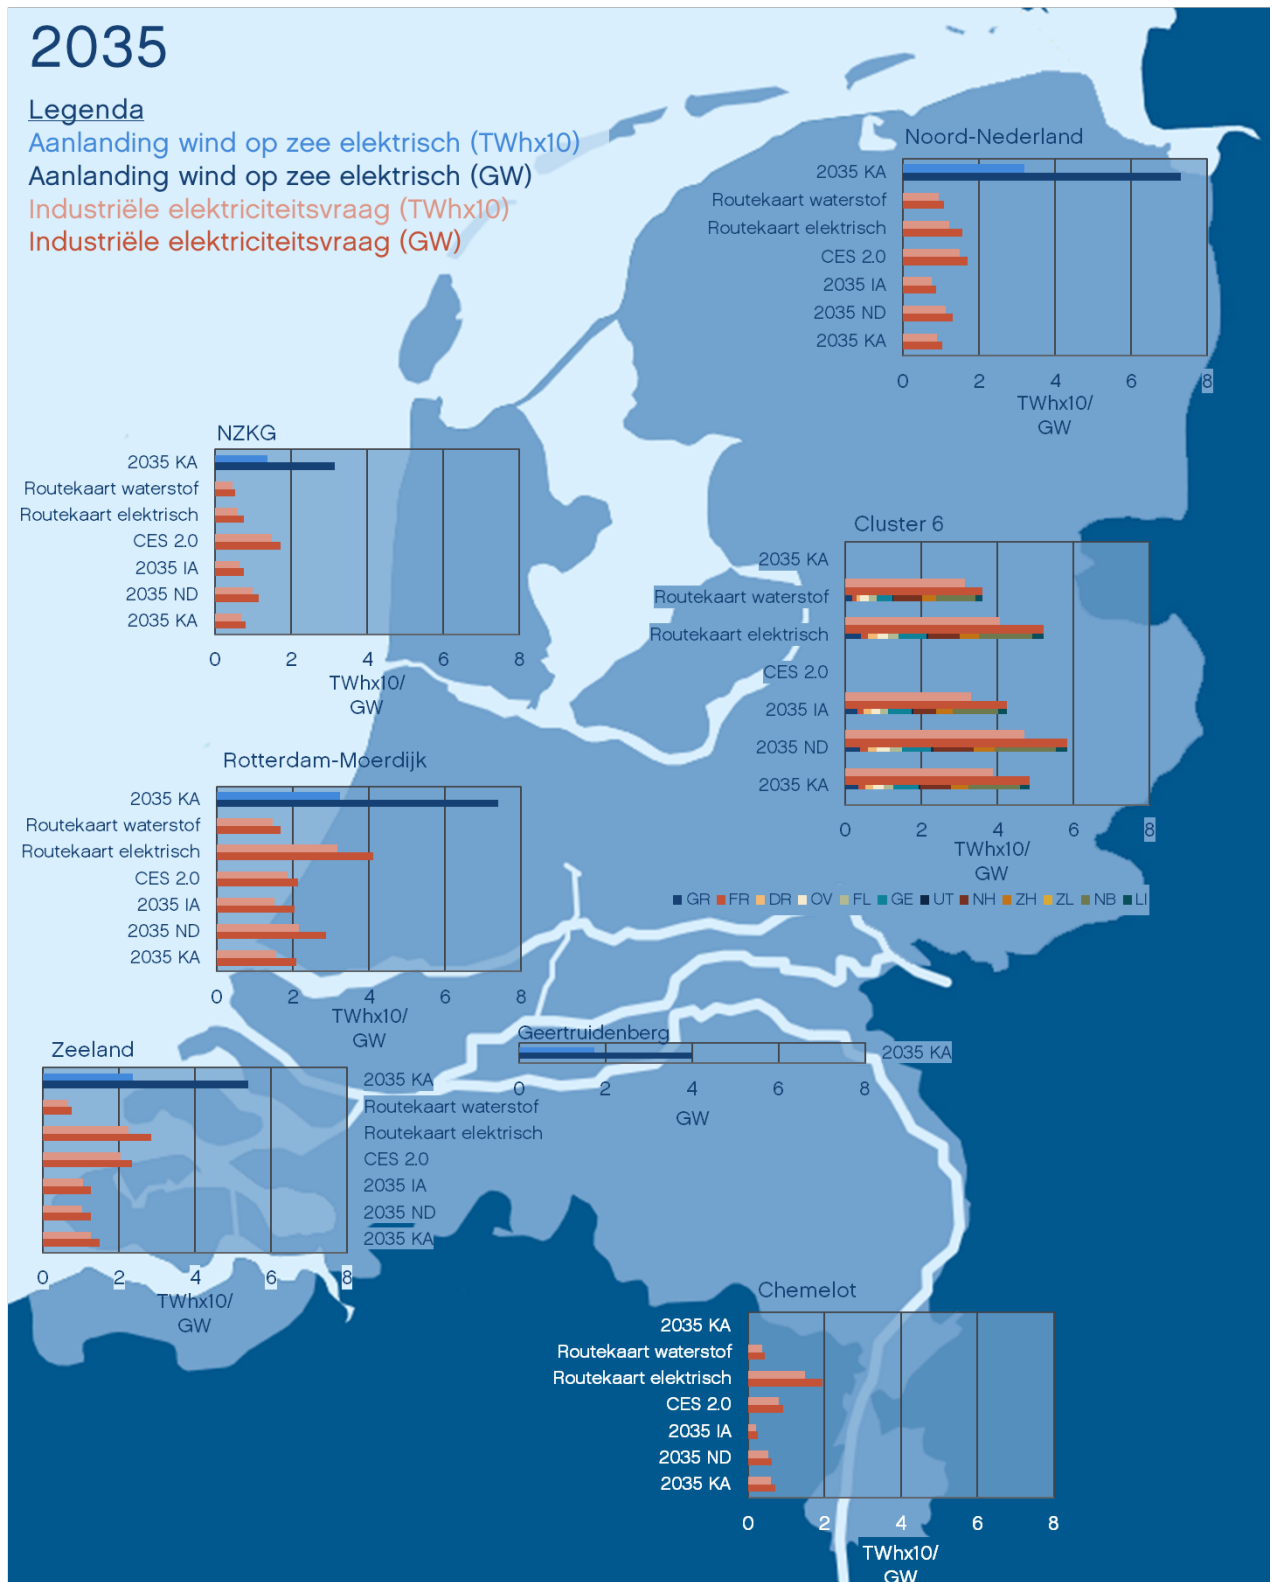 2035
Legenda
Aanlanding wind op zee elektrisch (TWhx10)
Aanlanding wind op zee elektrisch (GW)
Industriële elektriciteitsvraag (TWhx10)
Industriële elektriciteitsvraag (GW)
Noord-Nederland
2035 KA
Routekaart waterstof
Routekaart elektrisch
CES 2.0
2035 IA
2035 ND
2035 KA
0 2 4 6 8
TWhx10/
GW
NZKG
2035 KA
Routekaart waterstof
Routekaart elektrisch
CES 2.0
2035 IA
2035 ND
2035 KA
0 2 4 6 8
TWhx10/
GW
Cluster 6
2035 KA
Routekaart waterstof
Routekaart elektrisch
CES 2.0
2035 IA
2035 ND
2035 KA
0 2 4 6 8
TWhx10/
GW
GR FR DR OV FL GE UT NH ZH ZL NB LI
Rotterdam-Moerdijk
2035 KA
Routekaart waterstof
Routekaart elektrisch
CES 2.0
2035 IA
2035 ND
2035 KA
0 2 4 6 8
TWhx10/
GW
Geertruidenberg
2035 KA
0 2 4 6 8
GW
Zeeland
2035 KA
Routekaart waterstof
Routekaart elektrisch
CES 2.0
2035 IA
2035 ND
2035 KA
0 2 4 6 8
TWhx10/
GW
Chemelot
2035 KA
Routekaart waterstof
Routekaart elektrisch
CES 2.0
2035 IA
2035 ND
2035 KA
0 2 4 6 8
TWhx10/
GW